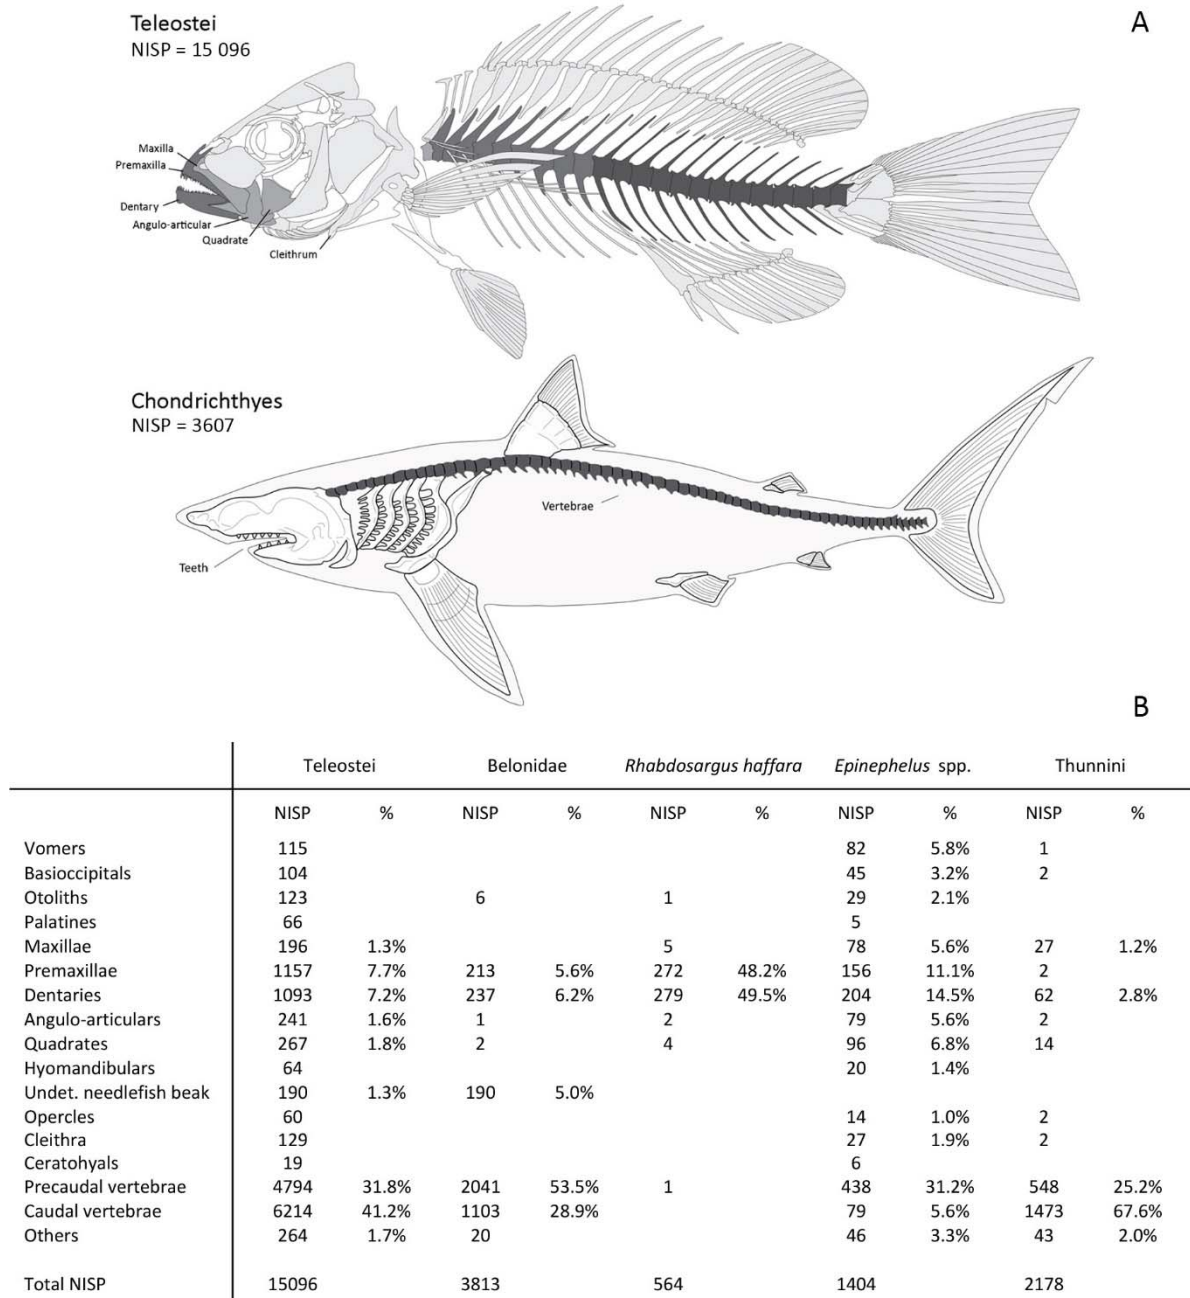 Teleostei
A
NISP = 15 096
Maxilla
Premaxilla
Dentary
Angulo-articular
Quadrate
Cleithrum
Chondrichthyes
NISP = 3607
Vertebrae
Teeth
B
Teleostei Belonidae Rhabdosargus haffara Epinephelus spp. Thunnini
NISP % NISP % NISP % NISP % NISP %
Vomers 115 82 5.8% 1
Basioccipitals 104 45 3.2% 2
Otoliths 123 6 1 29 2.1%
Palatines 66 5
Maxillae 196 1.3% 5 78 5.6% 27 1.2%
Premaxillae 1157 7.7% 213 5.6% 272 48.2% 156 11.1% 2
Dentaries 1093 7.2% 237 6.2% 279 49.5% 204 14.5% 62 2.8%
Angulo-articulars 241 1.6% 1 2 79 5.6% 2
Quadrates 267 1.8% 2 4 96 6.8% 14
Hyomandibulars 64 20 1.4%
Undet. needlefish beak 190 1.3% 190 5.0%
Opercles 60 14 1.0% 2
Cleithra 129 27 1.9% 2
Ceratohyals 19 6
Precaudal vertebrae 4794 31.8% 2041 53.5% 1 438 31.2% 548 25.2%
Caudal vertebrae 6214 41.2% 1103 28.9% 79 5.6% 1473 67.6%
Others 264 1.7% 20 46 3.3% 43 2.0%
Total NISP 15096 3813 564 1404 2178